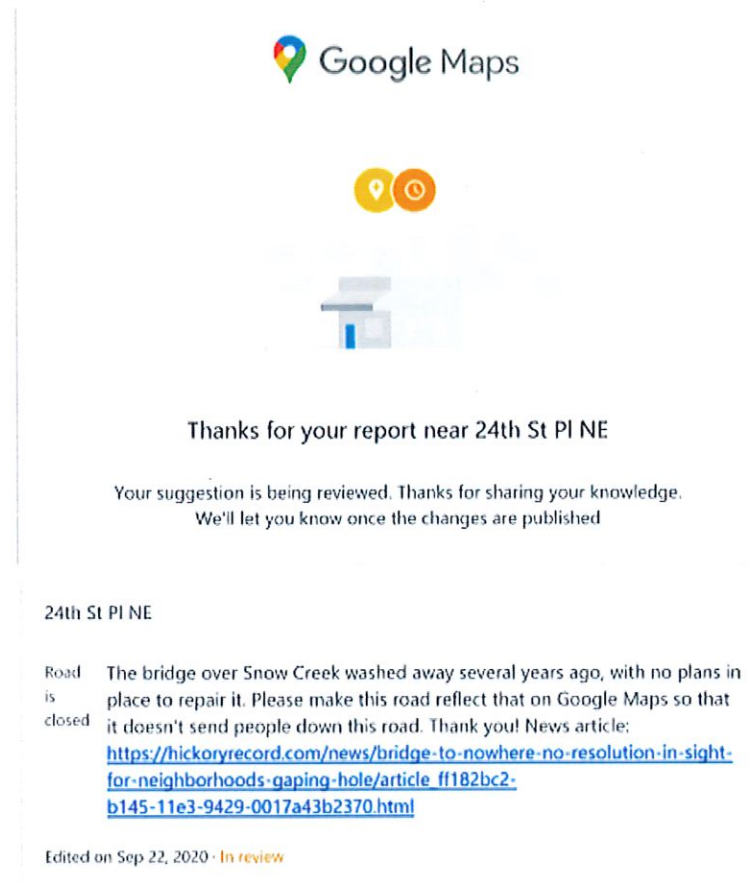 Google Maps
Thanks for your report near 24th St Pl NE
Your suggestion is being reviewed. Thanks for sharing your knowledge.
We'll let you know once the changes are published
24th St Pl NE
Road
is
closed
The bridge over Snow Creek washed away several years ago, with no plans in
place to repair it. Please make this road reflect that on Google Maps so that
it doesn't send people down this road. Thank you! News article:
https://hickoryrecord.com/news/bridge-to-nowhere-no-resolution-in-sight-
for-neighborhoods-gaping-hole/article_ff182bc2-
b145-11e3-9429-0017a43b2370.html
Edited on Sep 22, 2020 · In review